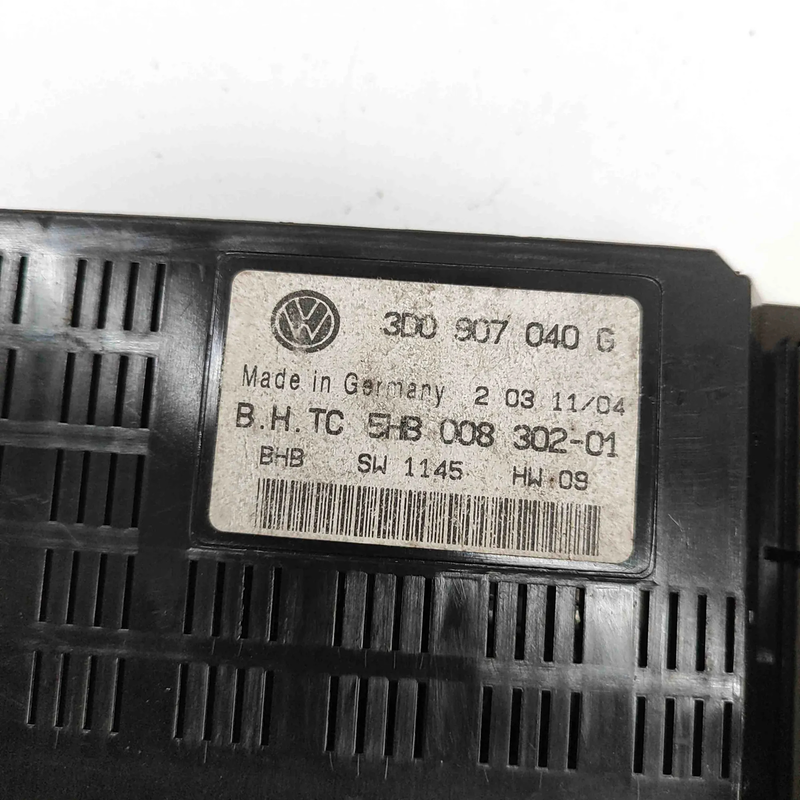 3D0 907 040 G
Made in Germany 2 03 11/04
B.H.TC 5HB 008 302-01
BHB SW 1145 HW 09